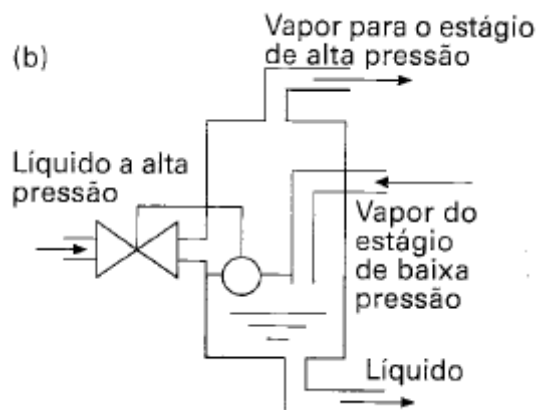 (b)
Vapor para o estágio
de alta pressão
Líquido a alta
pressão
Vapor do
estágio
de baixa
pressão
Líquido